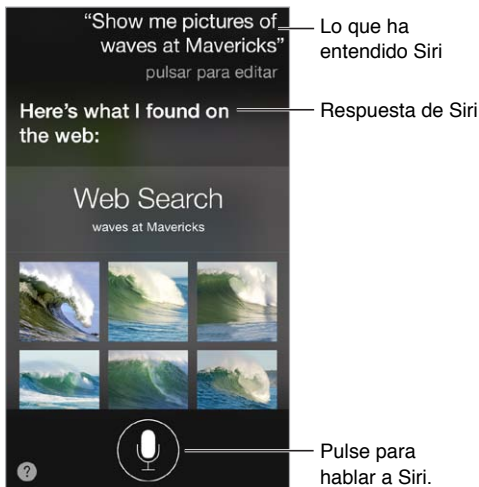 “Show me pictures of
waves at Mavericks”
pulsar para editar
Lo que ha
entendido Siri
Here’s what I found on
the web:
Respuesta de Siri
Web Search
waves at Mavericks
?
Pulse para
hablar a Siri.